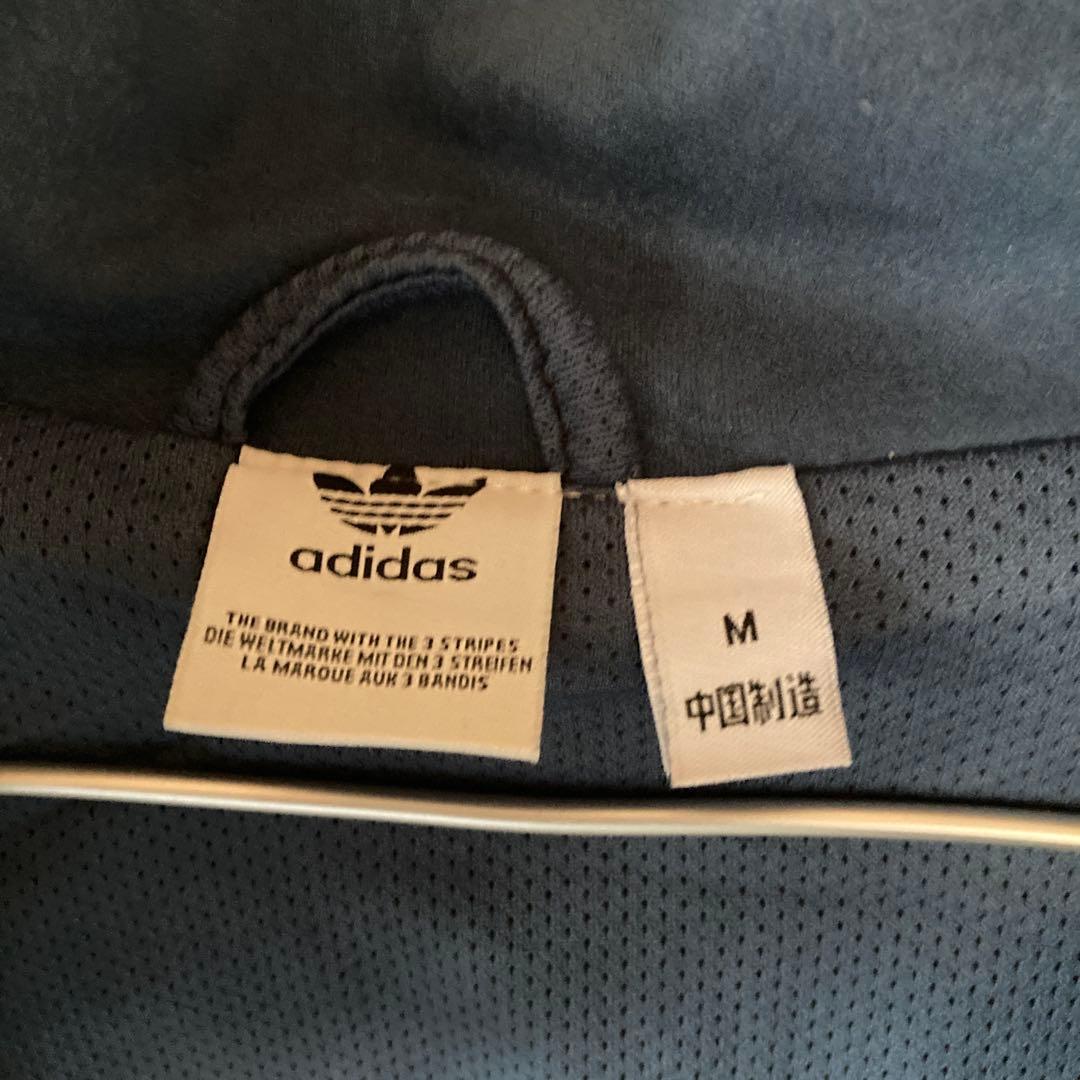 adidas
THE BRAND WITH THE 3 STRIPES
DIE WELTMARKE MIT DEN 3 STREIFEN
LA MARQUE AUX 3 BANDIS
M
中国制造